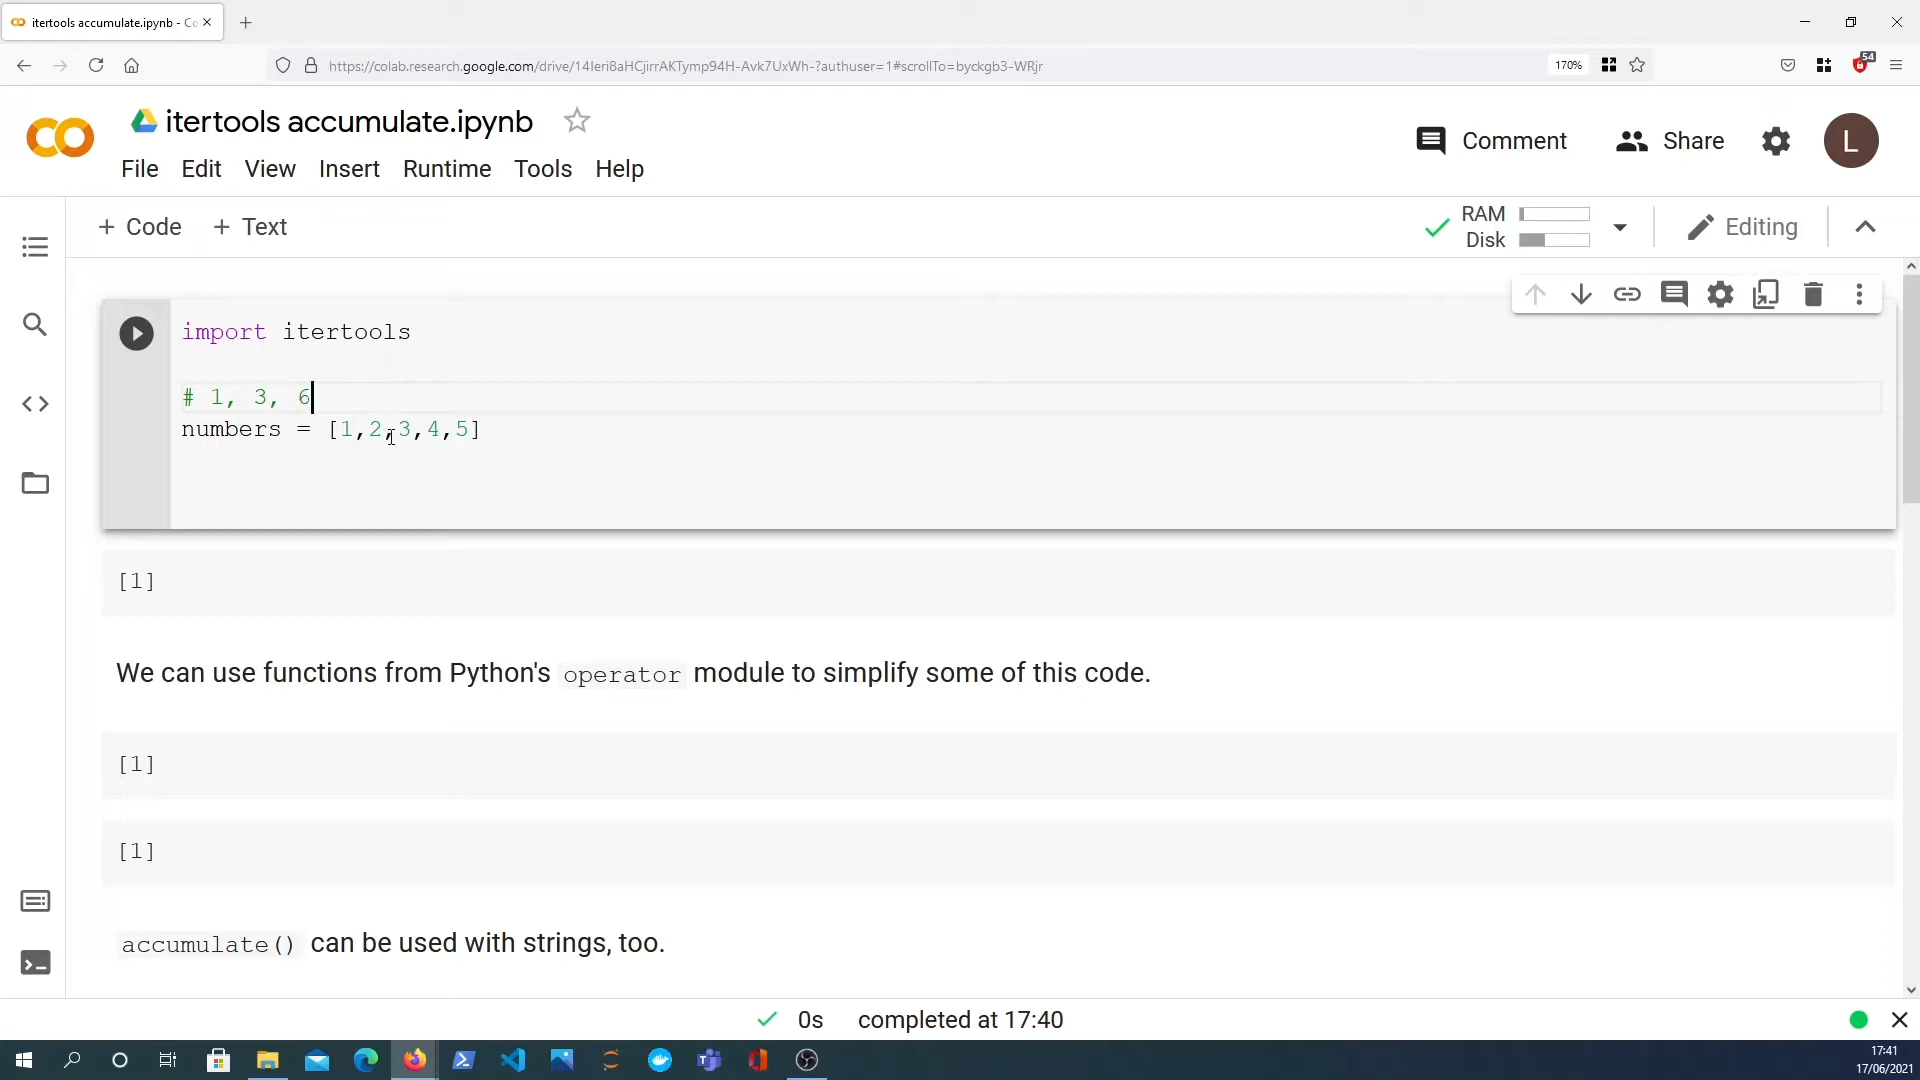 itertools accumulate.ipynb - Co
https://colab.research.google.com/drive/14Ieri8aHCjirrAKTymp94H-Avk7UxWh-?authuser=1#scrollTo=byckgb3-WRjr
170%
54
itertools accumulate.ipynb
Comment
Share
L
File Edit View Insert Runtime Tools Help
+ Code + Text
RAM
Disk
Editing
import itertools
# 1, 3, 6
numbers = [1,2,3,4,5]
[1]
We can use functions from Python's operator module to simplify some of this code.
[1]
[1]
accumulate() can be used with strings, too.
0s completed at 17:40
17:41
17/06/2021